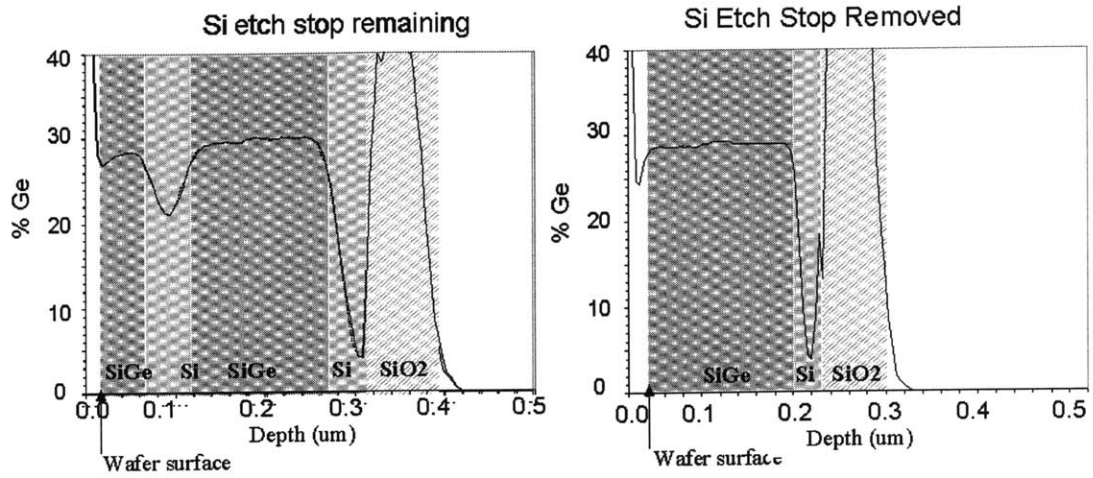 Si etch stop remaining
% Ge
40
30
20
10
0
SiGe Si SiGe Si SiO2
0.0 0.1 0.2 0.3 0.4 0.5
Depth (um)
Wafer surface
Si Etch Stop Removed
% Ge
40
30
20
10
0
SiGe Si SiO2
0.0 0.1 0.2 0.3 0.4 0.5
Depth (um)
Wafer surface